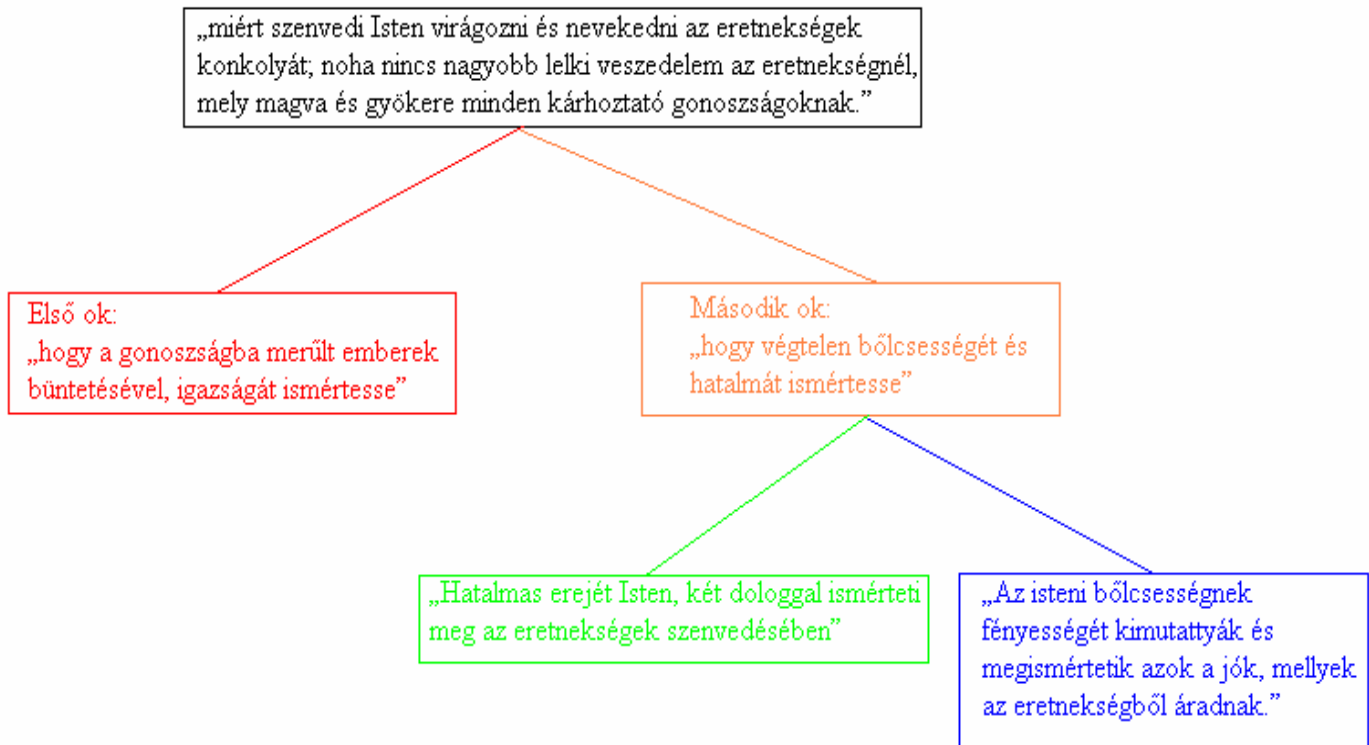 „miért szenvedi Isten virágozni és nevekedni az eretnekségek
konkolyát; noha nincs nagyobb lelki veszedelem az eretnekségnél,
mely magva és gyökere minden kárhoztató gonoszságoknak.”
Első ok:
„hogy a gonoszságba merűlt emberek
büntetésével, igazságát ismértesse”
Második ok:
„hogy végtelen bőlcsességét és
hatalmát ismértesse”
„Hatalmas erejét Isten, két dologgal ismérteti
meg az eretnekségek szenvedésében”
„Az isteni bőlcsességnek
fényességét kimutattyák és
megismértetik azok a jók, mellyek
az eretnekségből áradnak.”